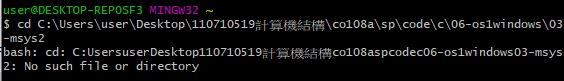 user@DESKTOP-REPOSF3 MINGW32 ~
$ cd C:\Users\user\Desktop\110710519計算機結構\co108a\sp\code\c\06-os1windows\03
-msys2
bash: cd: C:UsersuserDesktop110710519計算機結構co108aspcodec06-os1windows03-msys
2: No such file or directory